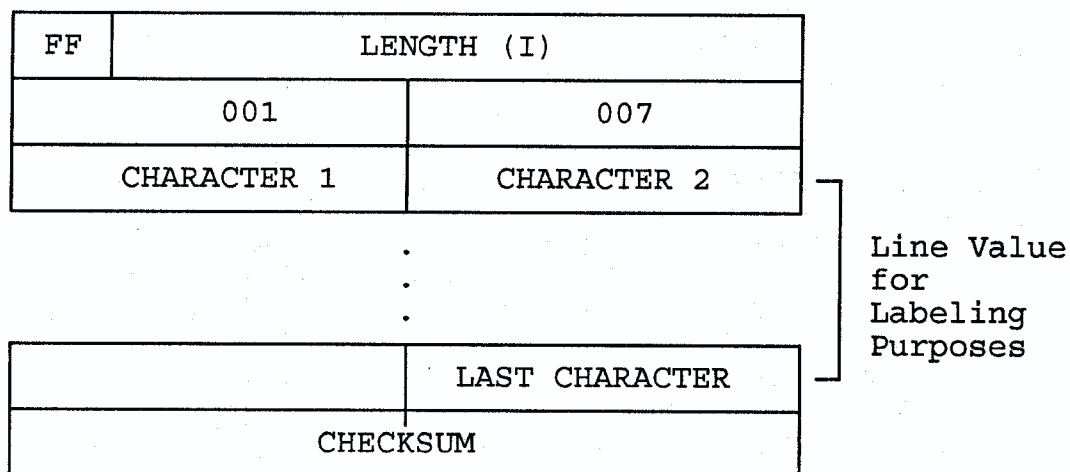 FF LENGTH (I)
001 007
CHARACTER 1 CHARACTER 2
Line Value
for
Labeling
Purposes
LAST CHARACTER
CHECKSUM